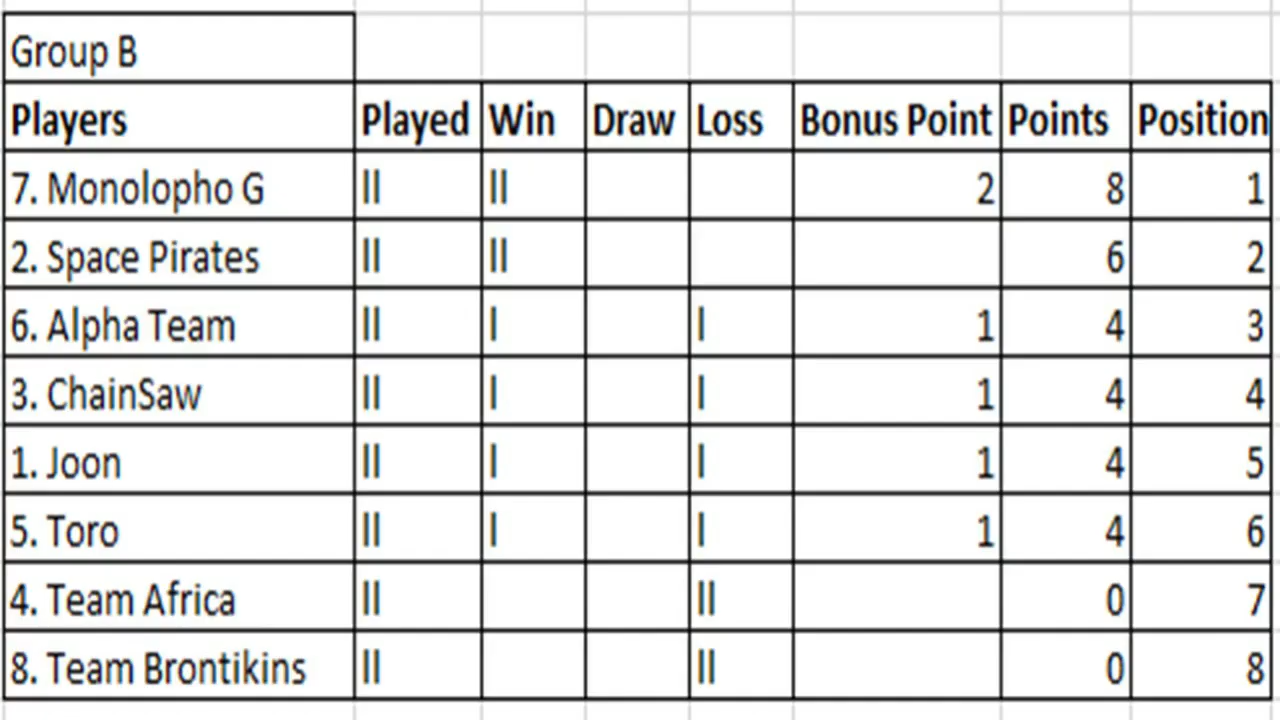 Group B
Players Played Win Draw Loss Bonus Point Points Position
7. Monolopho G II II 2 8 1
2. Space Pirates II II 6 2
6. Alpha Team II I I 1 4 3
3. ChainSaw II I I 1 4 4
1. Joon II I I 1 4 5
5. Toro II I I 1 4 6
4. Team Africa II II 0 7
8. Team Brontikins II II 0 8